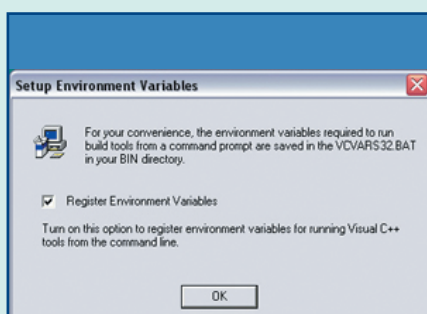 Setup Environment Variables
For your convenience, the environment variables required to run
build tools from a command prompt are saved in the VCVARS32.BAT
in your BIN directory.
Register Environment Variables
Turn on this option to register environment variables for running Visual C++
tools from the command line.
OK